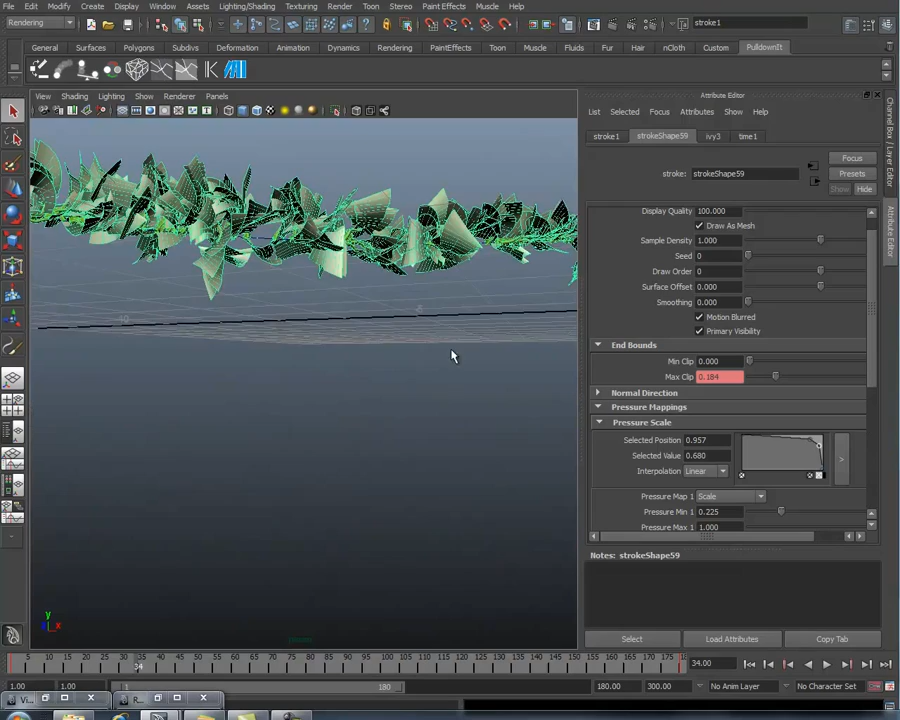 File Edit Modify Create Display Window Assets Lighting/Shading Texturing Render Toon Stereo Paint Effects Muscle Help
Rendering
stroke1
General Surfaces Polygons Subdivs Deformation Animation Dynamics Rendering PaintEffects Toon Muscle Fluids Fur Hair nCloth Custom PulldownIt
View Shading Lighting Show Renderer Panels
Attribute Editor
List Selected Focus Attributes Show Help
stroke1 strokeShape59 ivy3 time1
Focus
stroke: strokeShape59 Presets
Show Hide
Display Quality 100.000
Draw As Mesh
Sample Density 1.000
Seed 0
Draw Order 0
Surface Offset 0.000
Smoothing 0.000
Motion Blurred
Primary Visibility
End Bounds
Min Clip 0.000
Max Clip 0.184
Normal Direction
Pressure Mappings
Pressure Scale
Selected Position 0.957
Selected Value 0.680
Interpolation Linear
>
Pressure Map 1 Scale
Pressure Min 1 0.225
Pressure Max 1 1.000
Notes: strokeShape59
Select Load Attributes Copy Tab
Channel Box / Layer Editor
Attribute Editor
y
x
5 10 15 20 25 30 34 40 45 50 55 60 65 70 75 80 85 90 95 100 105 110 115 120 125 130 135 140 145 150 155 160 165 170 175
34.00
1.00 1.00 1 180 180.00 300.00 No Anim Layer No Character Set
Vi... R...